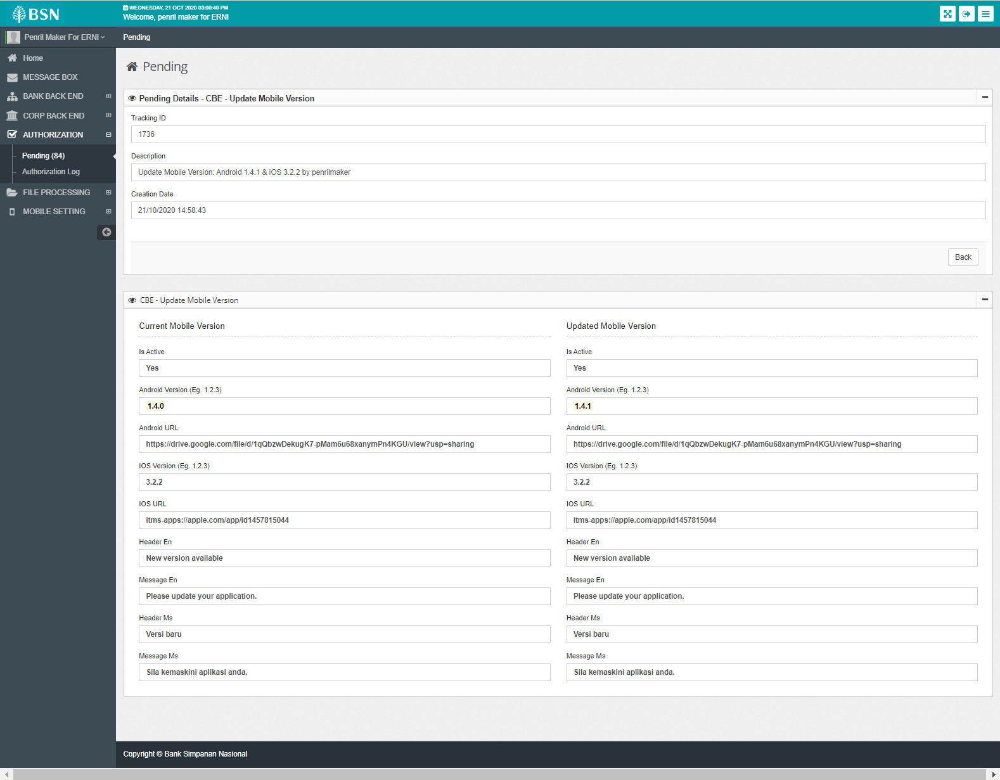 BSN
WEDNESDAY, 21 OCT 2020 03:00:40 PM
Welcome, penril maker for ERNI
Penril Maker For ERNI
Pending
Home
MESSAGE BOX
BANK BACK END
CORP BACK END
AUTHORIZATION
Pending (84)
Authorization Log
FILE PROCESSING
MOBILE SETTING
Pending
Pending Details - CBE - Update Mobile Version
Tracking ID
1736
Description
Update Mobile Version: Android 1.4.1 & iOS 3.2.2 by penrilmaker
Creation Date
21/10/2020 14:58:43
Back
CBE - Update Mobile Version
Current Mobile Version
Is Active
Yes
Android Version (Eg. 1.2.3)
1.4.0
Android URL
https://drive.google.com/file/d/1qQbzwDekugK7-pMam6u68xanymPn4KGU/view?usp=sharing
IOS Version (Eg. 1.2.3)
3.2.2
IOS URL
itms-apps://apple.com/app/id1457815044
Header En
New version available
Message En
Please update your application.
Header Ms
Versi baru
Message Ms
Sila kemaskini aplikasi anda.
Updated Mobile Version
Is Active
Yes
Android Version (Eg. 1.2.3)
1.4.1
Android URL
https://drive.google.com/file/d/1qQbzwDekugK7-pMam6u68xanymPn4KGU/view?usp=sharing
IOS Version (Eg. 1.2.3)
3.2.2
IOS URL
itms-apps://apple.com/app/id1457815044
Header En
New version available
Message En
Please update your application.
Header Ms
Versi baru
Message Ms
Sila kemaskini aplikasi anda.
Copyright © Bank Simpanan Nasional